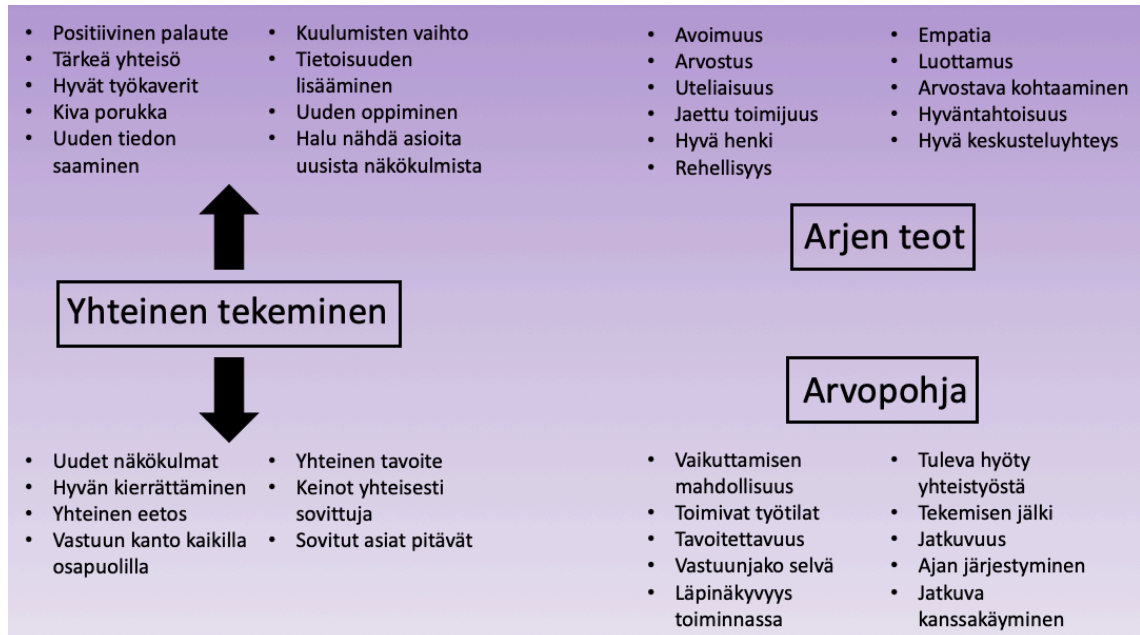 • Positiivinen palaute
• Tärkeä yhteisö
• Hyvät työkaverit
• Kiva porukka
• Uuden tiedon
saaminen
• Kuulumisten vaihto
• Tietoisuuden
lisääminen
• Uuden oppiminen
• Halu nähdä asioita
uusista näkökulmista
Yhteinen tekeminen
• Uudet näkökulmat
• Hyvän kierrättäminen
• Yhteinen eetos
• Vastuun kanto kaikilla
osapuolilla
• Yhteinen tavoite
• Keinot yhteisesti
sovittuja
• Sovitut asiat pitävät
• Avoimuus
• Arvostus
• Uteliaisuus
• Jaettu toimijuus
• Hyvä henki
• Rehellisyys
• Empatia
• Luottamus
• Arvostava kohtaaminen
• Hyväntahtoisuus
• Hyvä keskusteluyhteys
Arjen teot
Arvopohja
• Vaikuttamisen
mahdollisuus
• Toimivat työtilat
• Tavoitettavuus
• Vastuunjako selvä
• Läpinäkyvyys
toiminnassa
• Tuleva hyöty
yhteistyöstä
• Tekemisen jälki
• Jatkuvuus
• Ajan järjestyminen
• Jatkuva
kanssakäyminen